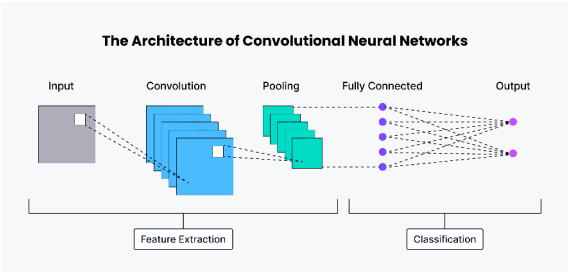 The Architecture of Convolutional Neural Networks
Input
Convolution
Pooling
Fully Connected
Output
Feature Extraction
Classification